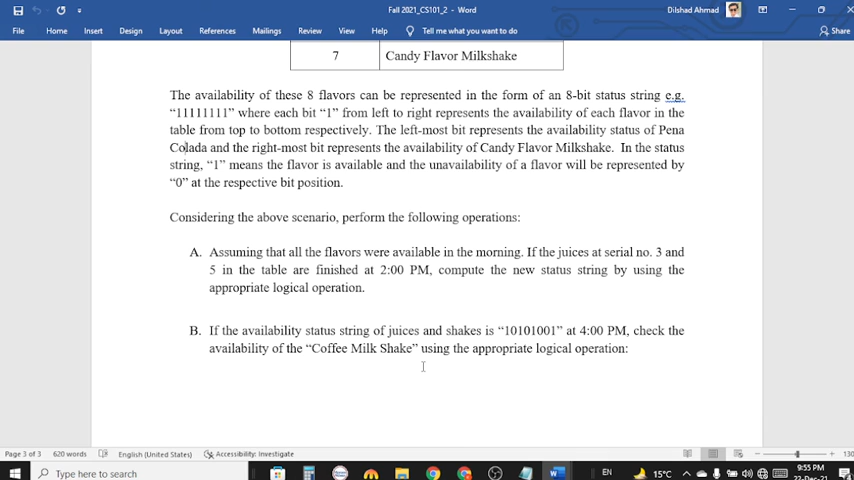 Fall 2021_CS101_2 - Word
Dilshad Ahmad
File Home Insert Design Layout References Mailings Review View Help Tell me what you want to do Share
7 Candy Flavor Milkshake
The availability of these 8 flavors can be represented in the form of an 8-bit status string e.g.
“11111111” where each bit “1” from left to right represents the availability of each flavor in the
table from top to bottom respectively. The left-most bit represents the availability status of Pena
Colada and the right-most bit represents the availability of Candy Flavor Milkshake. In the status
string, “1” means the flavor is available and the unavailability of a flavor will be represented by
“0” at the respective bit position.
Considering the above scenario, perform the following operations:
A. Assuming that all the flavors were available in the morning. If the juices at serial no. 3 and
5 in the table are finished at 2:00 PM, compute the new status string by using the
appropriate logical operation.
B. If the availability status string of juices and shakes is “10101001” at 4:00 PM, check the
availability of the “Coffee Milk Shake” using the appropriate logical operation:
Page 3 of 3 620 words English (United States) Accessibility: Investigate 130
Type here to search EN 15°C 9:55 PM
22-Dec-21